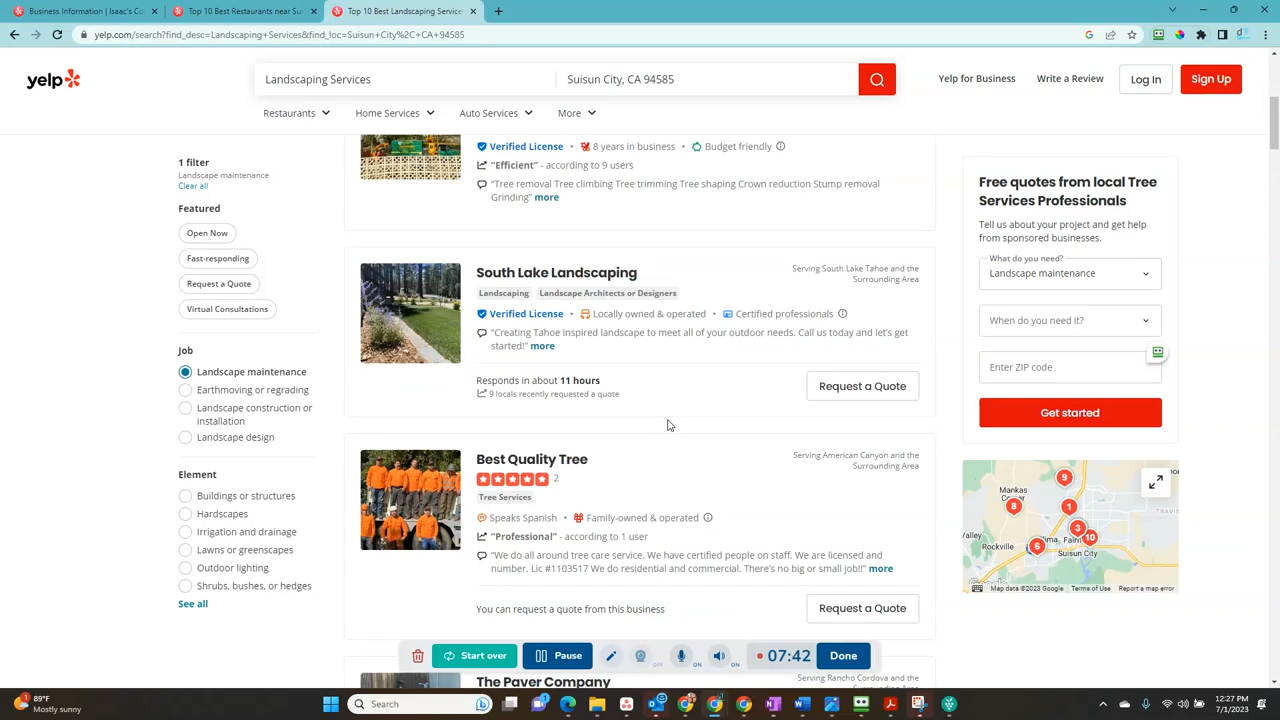 Business Information | Isaac's Co
Top 10 Best Restaurants near Su
Top 10 Best Landscaping Services
yelp.com/search?find_desc=Landscaping+Services&find_loc=Suisun+City%2C+CA+94585
yelp
Landscaping Services
Suisun City, CA 94585
Yelp for Business
Write a Review
Log In
Sign Up
Restaurants
Home Services
Auto Services
More
1 filter
Landscape maintenance
Clear all
Featured
Open Now
Fast-responding
Request a Quote
Virtual Consultations
Job
Landscape maintenance
Earthmoving or regrading
Landscape construction or
installation
Landscape design
Element
Buildings or structures
Hardscapes
Irrigation and drainage
Lawns or greenscapes
Outdoor lighting
Shrubs, bushes, or hedges
See all
Verified License • 8 years in business • Budget friendly
"Efficient" - according to 9 users
"Tree removal Tree climbing Tree trimming Tree shaping Crown reduction Stump removal
Grinding" more
South Lake Landscaping
Serving South Lake Tahoe and the
Surrounding Area
Landscaping
Landscape Architects or Designers
Verified License • Locally owned & operated • Certified professionals
"Creating Tahoe inspired landscape to meet all of your outdoor needs. Call us today and let's get
started!" more
Responds in about 11 hours
9 locals recently requested a quote
Request a Quote
Best Quality Tree
Serving American Canyon and the
Surrounding Area
2
Tree Services
Speaks Spanish • Family-owned & operated
"Professional" - according to 1 user
"We do all around tree care service. We have certified people on staff. We are licensed and
number. Lic #1103517 We do residential and commercial. There's no big or small job!!" more
You can request a quote from this business
Request a Quote
The Paver Company
Serving Rancho Cordova and the
Free quotes from local Tree
Services Professionals
Tell us about your project and get help
from sponsored businesses.
What do you need?
Landscape maintenance
When do you need it?
Enter ZIP code
Get started
9
Mankas
8
1
3
10
6
Rockville
Suisun City
Map data ©2023 Google
Terms of Use
Report a map error
Start over
Pause
OFF
ON
ON
07:42
Done
89°F
Mostly sunny
Search
12:27 PM
7/1/2023